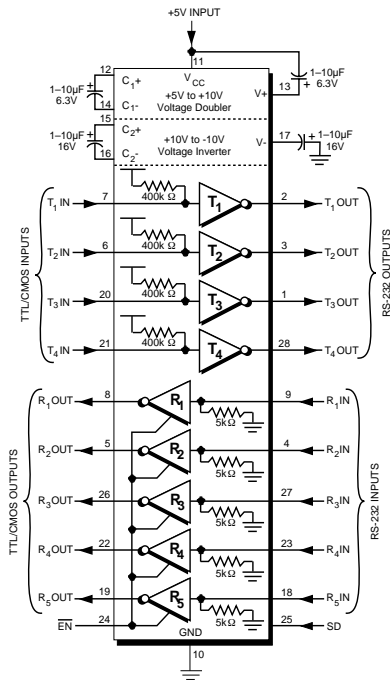 +5V INPUT
11
VCC
12
C1+
1–10µF
6.3V
14
C1-
+5V to +10V
Voltage Doubler
V+
13
1–10µF
6.3V
15
C2+
1–10µF
16V
16
C2-
+10V to -10V
Voltage Inverter
V-
17
1–10µF
16V
TTL/CMOS INPUTS
RS-232 OUTPUTS
T1 IN 7 400k Ω T1 2 T1 OUT
T2 IN 6 400k Ω T2 3 T2 OUT
T3 IN 20 400k Ω T3 1 T3 OUT
T4 IN 21 400k Ω T4 28 T4 OUT
TTL/CMOS OUTPUTS
RS-232 INPUTS
R1 OUT 8 R1 5kΩ 9 R1 IN
R2 OUT 5 R2 5kΩ 4 R2 IN
R3 OUT 26 R3 5kΩ 27 R3 IN
R4 OUT 22 R4 5kΩ 23 R4 IN
R5 OUT 19 R5 5kΩ 18 R5 IN
EN 24 25 SD
GND
10